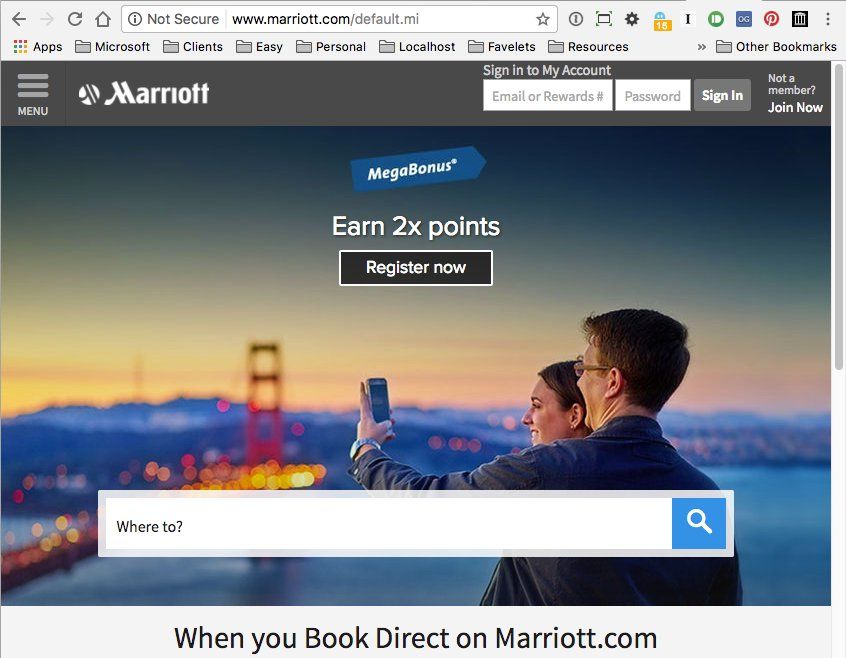 Not Secure www.marriott.com/default.mi
15
OG
Apps Microsoft Clients Easy Personal Localhost Favelets Resources » Other Bookmarks
MENU
Marriott
Sign in to My Account
Email or Rewards #
Password
Sign In
Not a
member?
Join Now
MegaBonus®
Earn 2x points
Register now
Where to?
When you Book Direct on Marriott.com